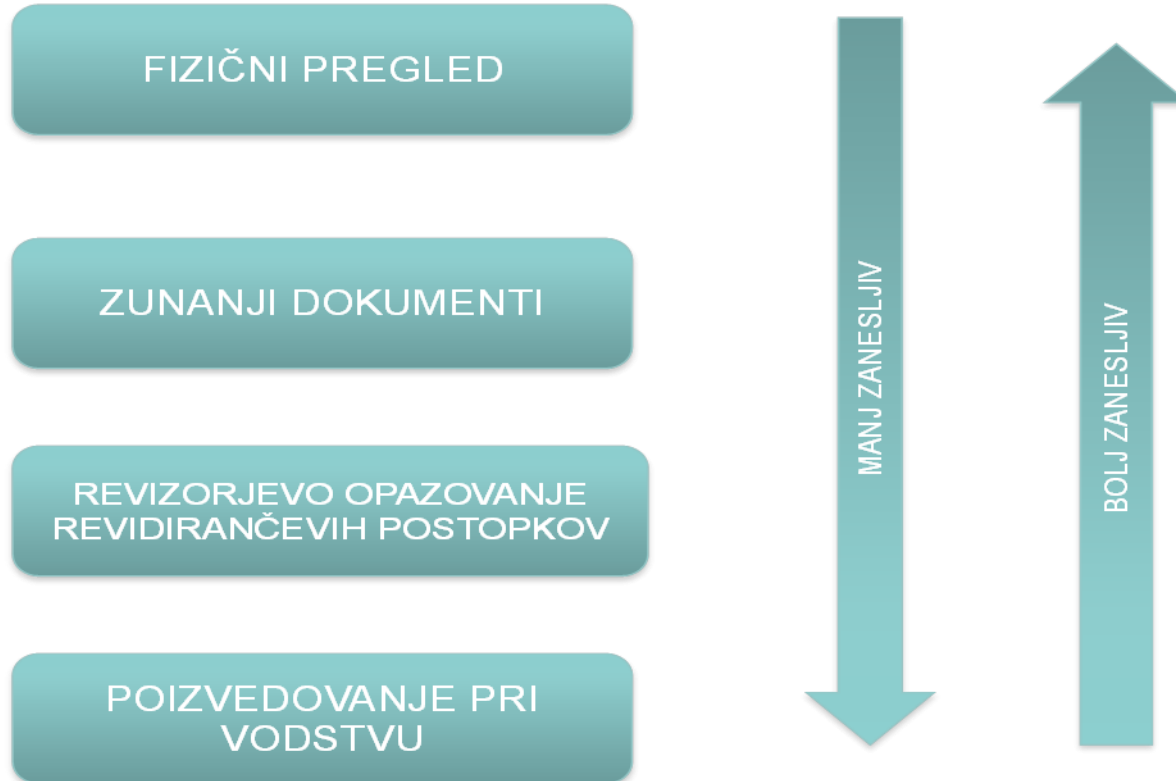 FIZIČNI PREGLED
ZUNANJI DOKUMENTI
REVIZORJEVO OPAZOVANJE
REVIDIRANČEVIH POSTOPKOV
POIZVEDOVANJE PRI
VODSTVU
MANJ ZANESLJIV
BOLJ ZANESLJIV